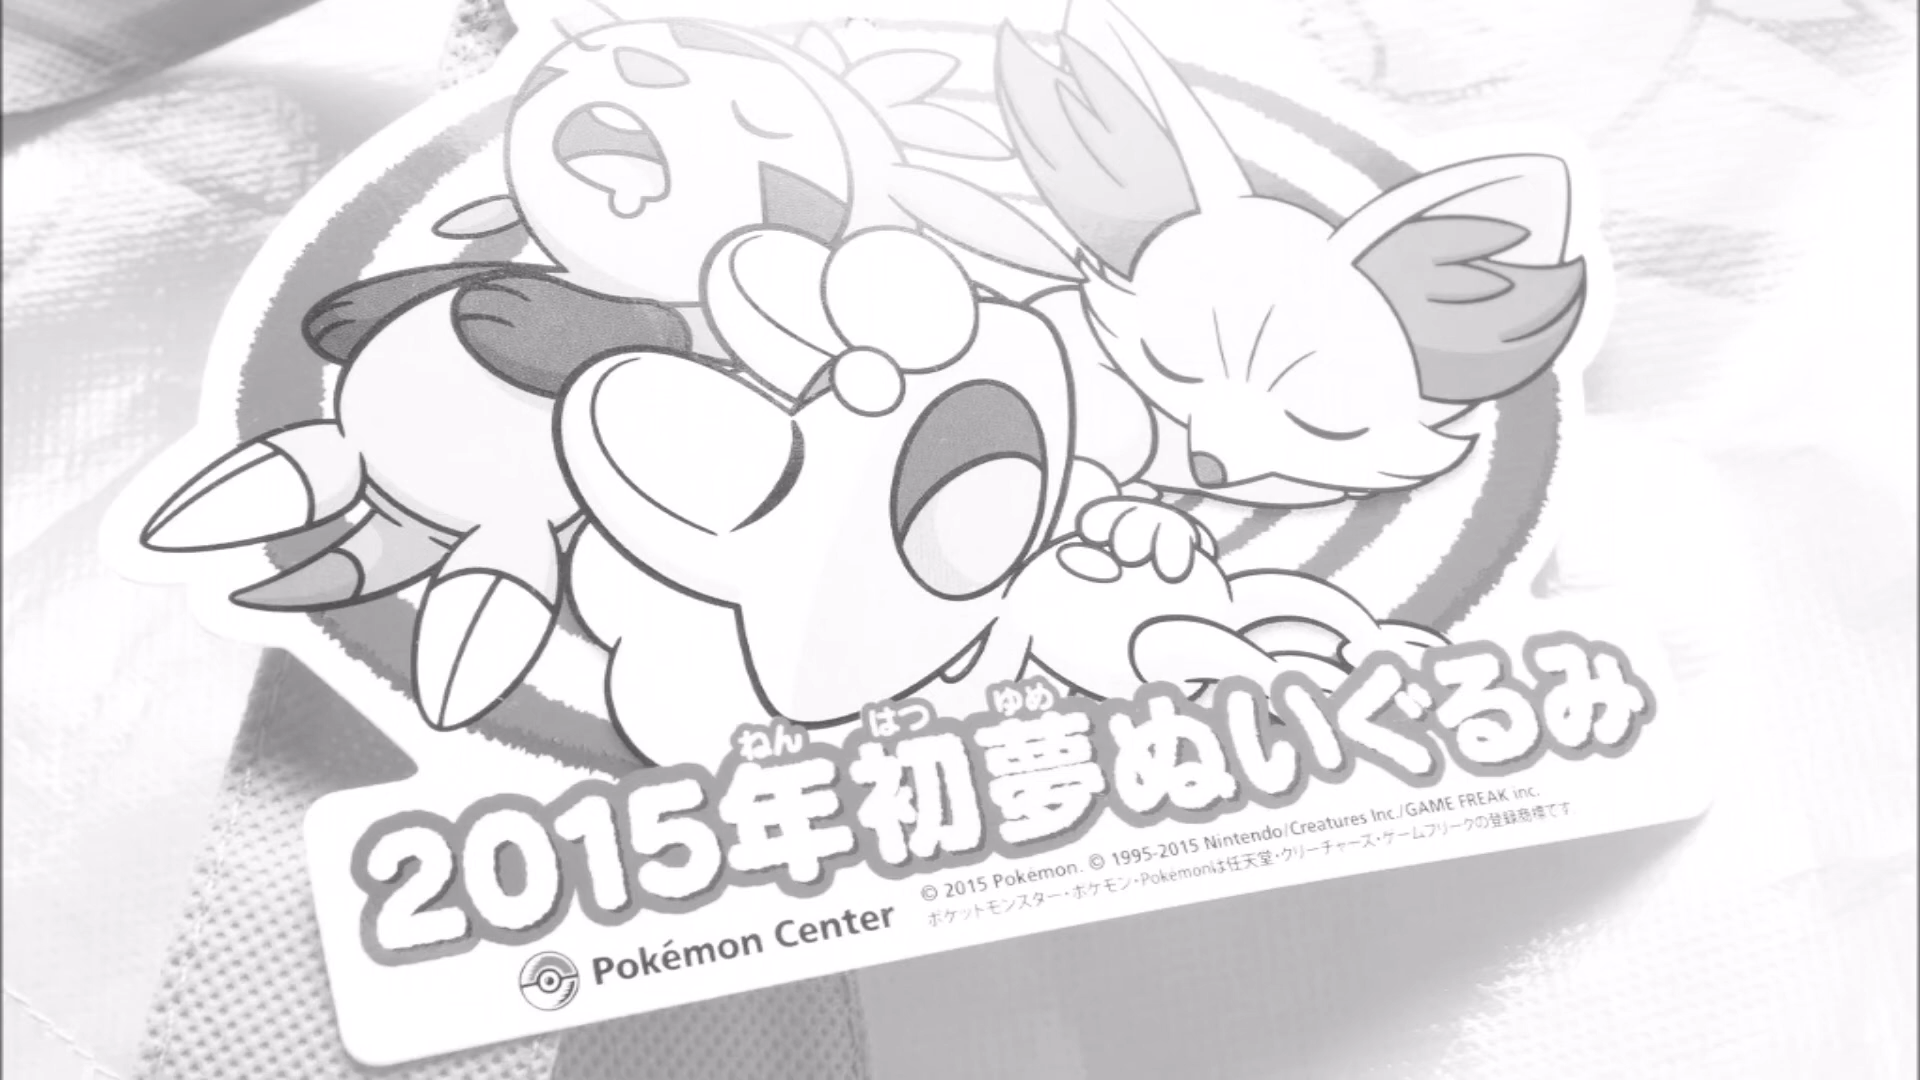 ねん はつ ゆめ
2015年初夢ぬいぐるみ
© 2015 Pokémon. © 1995-2015 Nintendo/Creatures Inc./GAME FREAK inc.
ポケットモンスター・ポケモン・Pokémonは任天堂・クリーチャーズ・ゲームフリークの登録商標です.
Pokémon Center